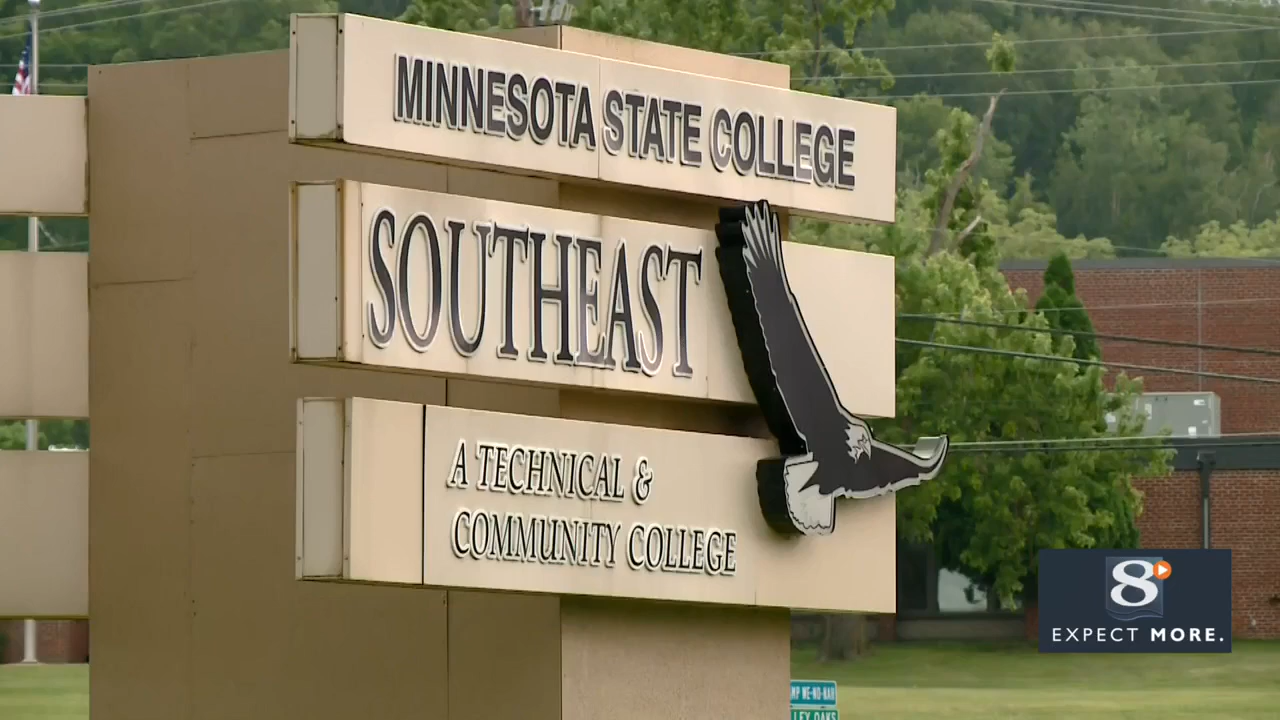 MINNESOTA STATE COLLEGE
SOUTHEAST
A TECHNICAL &
COMMUNITY COLLEGE
8
EXPECT MORE.